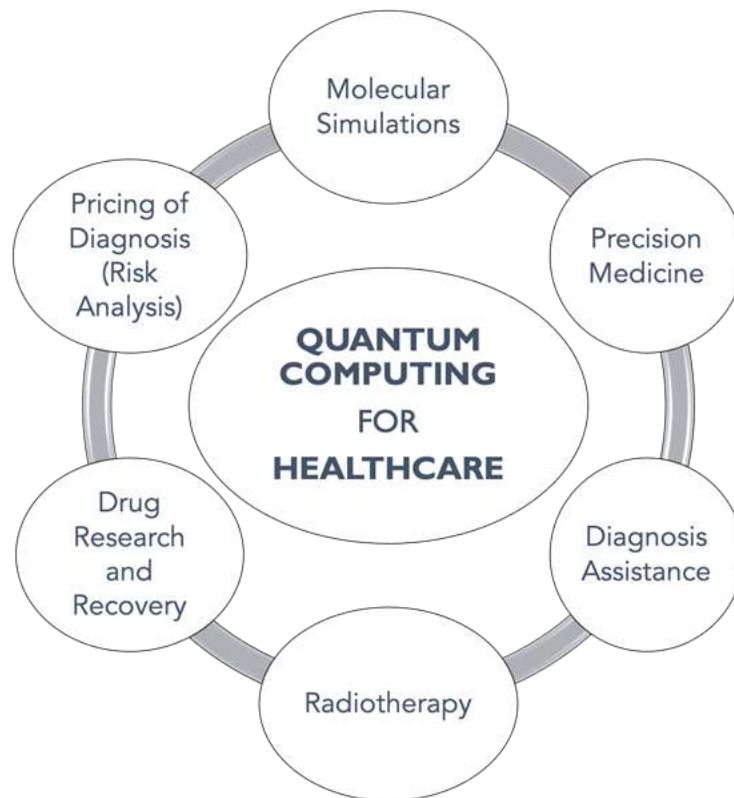 Molecular
Simulations
Precision
Medicine
Diagnosis
Assistance
Radiotherapy
Drug
Research
and
Recovery
Pricing of
Diagnosis
(Risk
Analysis)
QUANTUM
COMPUTING
FOR
HEALTHCARE